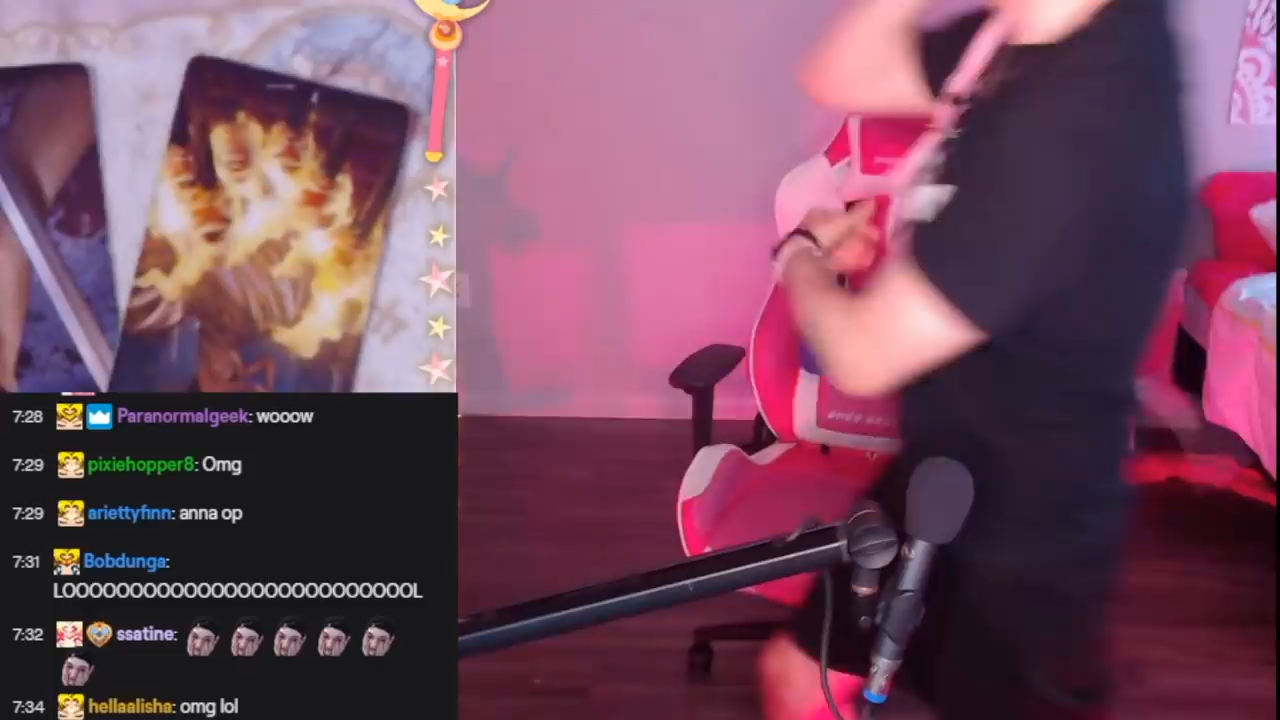 7:28 Paranormalgeek: wooow
7:29 pixiehopper8: Omg
7:29 ariettyfinn: anna op
7:31 Bobdunga:
LOOOOOOOOOOOOOOOOOOOOOOOOOOOL
7:32 ssatine:
7:34 hellaalisha: omg lol